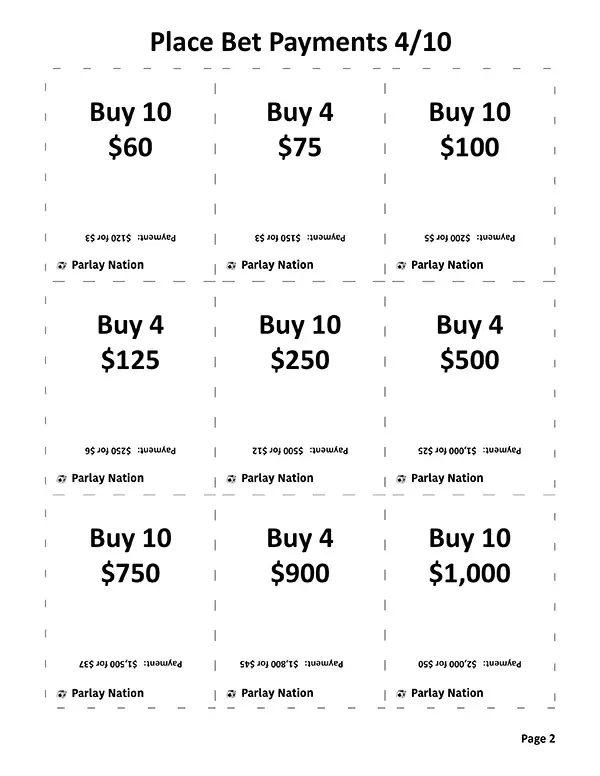 Place Bet Payments 4/10
Buy 10
$60
Payment: $120 for $3
Parlay Nation
Buy 4
$75
Payment: $150 for $3
Parlay Nation
Buy 10
$100
Payment: $200 for $5
Parlay Nation
Buy 4
$125
Payment: $250 for $6
Parlay Nation
Buy 10
$250
Payment: $500 for $12
Parlay Nation
Buy 4
$500
Payment: $1,000 for $25
Parlay Nation
Buy 10
$750
Payment: $1,500 for $37
Parlay Nation
Buy 4
$900
Payment: $1,800 for $45
Parlay Nation
Buy 10
$1,000
Payment: $2,000 for $50
Parlay Nation
Page 2